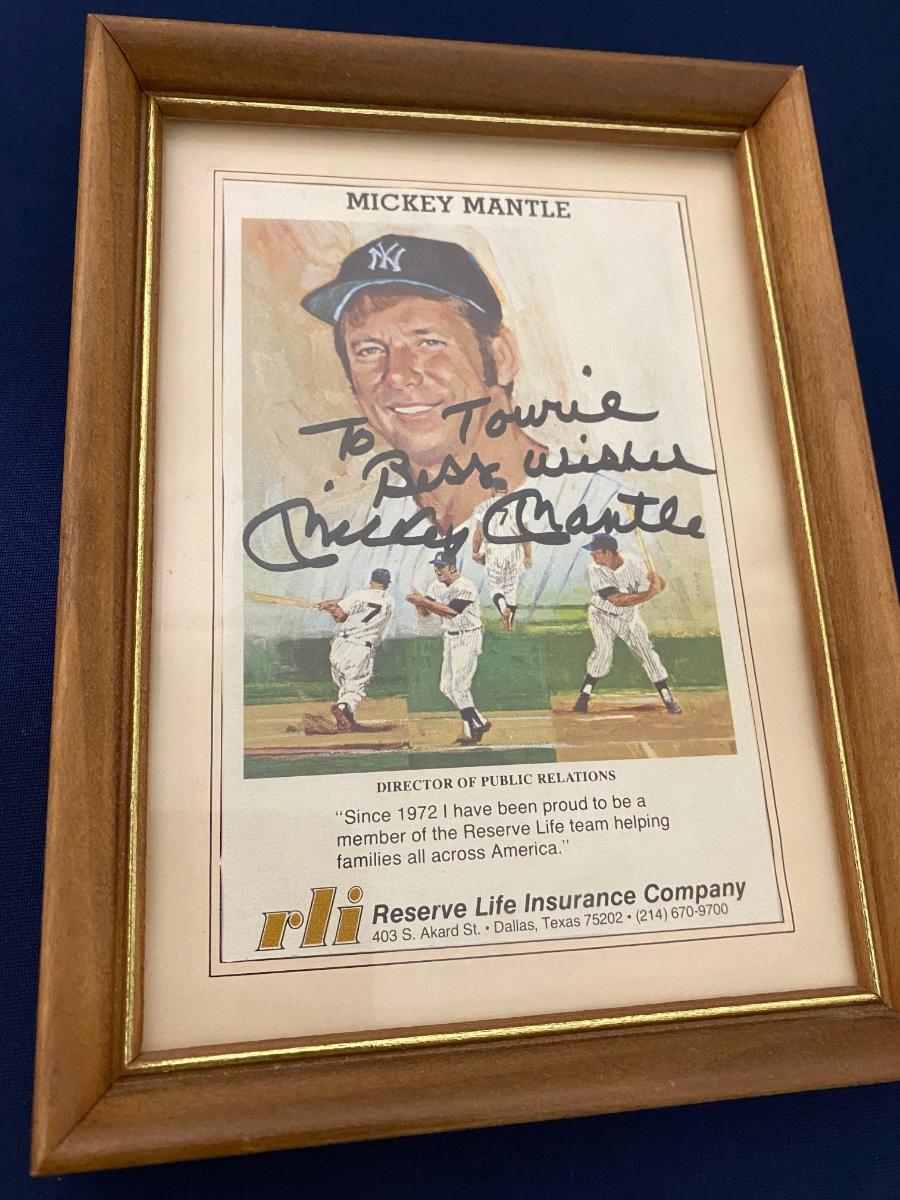 MICKEY MANTLE
NY
To Towrie
Best wishes
Mickey Mantle
7
DIRECTOR OF PUBLIC RELATIONS
“Since 1972 I have been proud to be a
member of the Reserve Life team helping
families all across America.”
rli Reserve Life Insurance Company
403 S. Akard St. • Dallas, Texas 75202 • (214) 670-9700